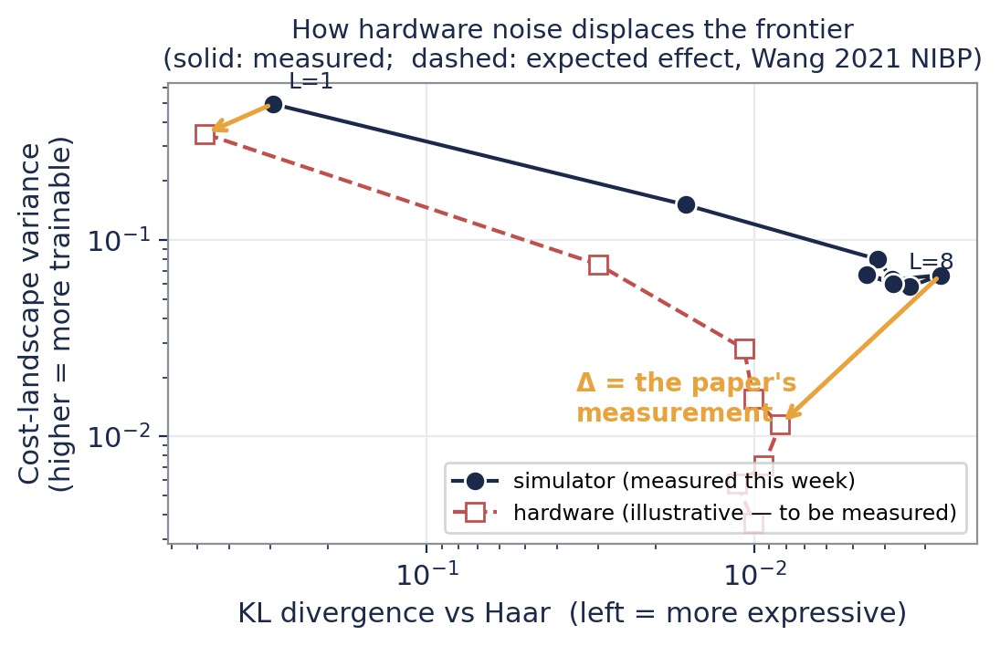 How hardware noise displaces the frontier
(solid: measured;  dashed: expected effect, Wang 2021 NIBP)
L=1
L=8
Cost-landscape variance
(higher = more trainable)
10⁻¹
10⁻²
Δ = the paper's
measurement
simulator (measured this week)
hardware (illustrative — to be measured)
10⁻¹
10⁻²
KL divergence vs Haar  (left = more expressive)